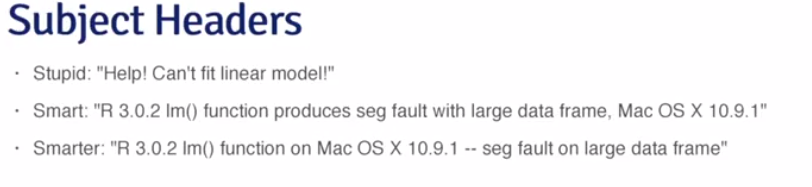 Subject Headers
· Stupid: "Help! Can't fit linear model!"
· Smart: "R 3.0.2 lm() function produces seg fault with large data frame, Mac OS X 10.9.1"
· Smarter: "R 3.0.2 lm() function on Mac OS X 10.9.1 -- seg fault on large data frame"